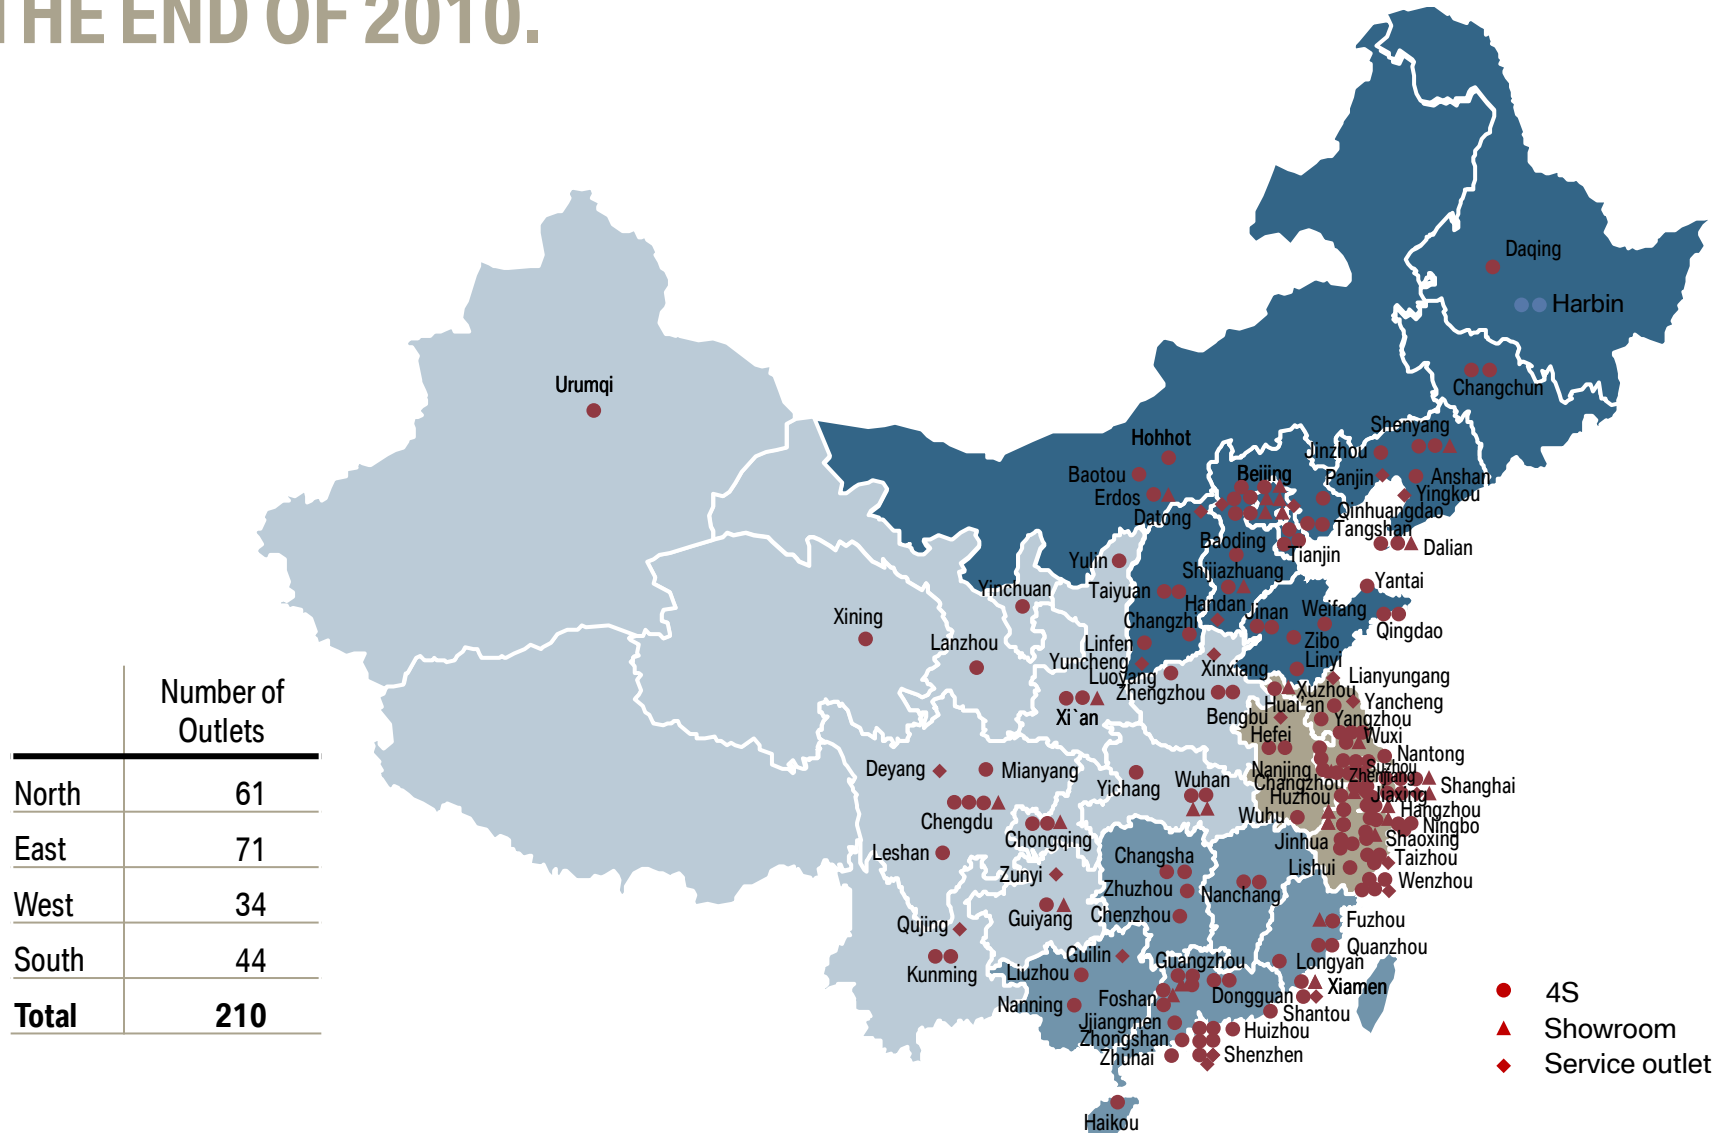 THE END OF 2010.
Number of
Outlets
North 61
East 71
West 34
South 44
Total 210
Daqing
Harbin
Changchun
Urumqi
Shenyang
Hohhot
Jinzhou
Baotou
Beijing
Panjin
Anshan
Erdos
Yingkou
Qinhuangdao
Datong
Tangshan
Baoding
Tianjin
Dalian
Yulin
Shijiazhuang
Yantai
Yinchuan
Taiyuan
Handan
Jinan
Weifang
Xining
Changzhi
Qingdao
Lanzhou
Linfen
Zibo
Yuncheng
Linyi
Luoyang
Xinxiang
Lianyungang
Zhengzhou
Xuzhou
Huai'an
Yancheng
Xi`an
Bengbu
Yangzhou
Hefei
Wuxi
Nantong
Deyang
Mianyang
Nanjing
Suzhou
Yichang
Wuhan
Changzhou
Zhenjiang
Shanghai
Huzhou
Jiaxing
Chengdu
Wuhu
Hangzhou
Chongqing
Ningbo
Jinhua
Shaoxing
Leshan
Changsha
Taizhou
Zunyi
Lishui
Zhuzhou
Nanchang
Wenzhou
Guiyang
Chenzhou
Fuzhou
Qujing
Quanzhou
Guilin
Guangzhou
Longyan
Kunming
Liuzhou
Xiamen
Foshan
Dongguan
Nanning
Shantou
Jjiangmen
Huizhou
Zhongshan
Zhuhai
Shenzhen
Haikou
4S
Showroom
Service outlet